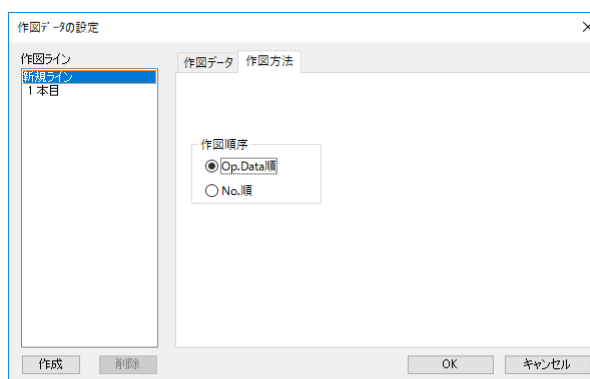 作図ﾃﾞｰﾀの設定
作図ライン
新規ライン
1 本目
作図データ 作図方法
作図順序
Op.Data順
No.順
作成 削除 OK キャンセル